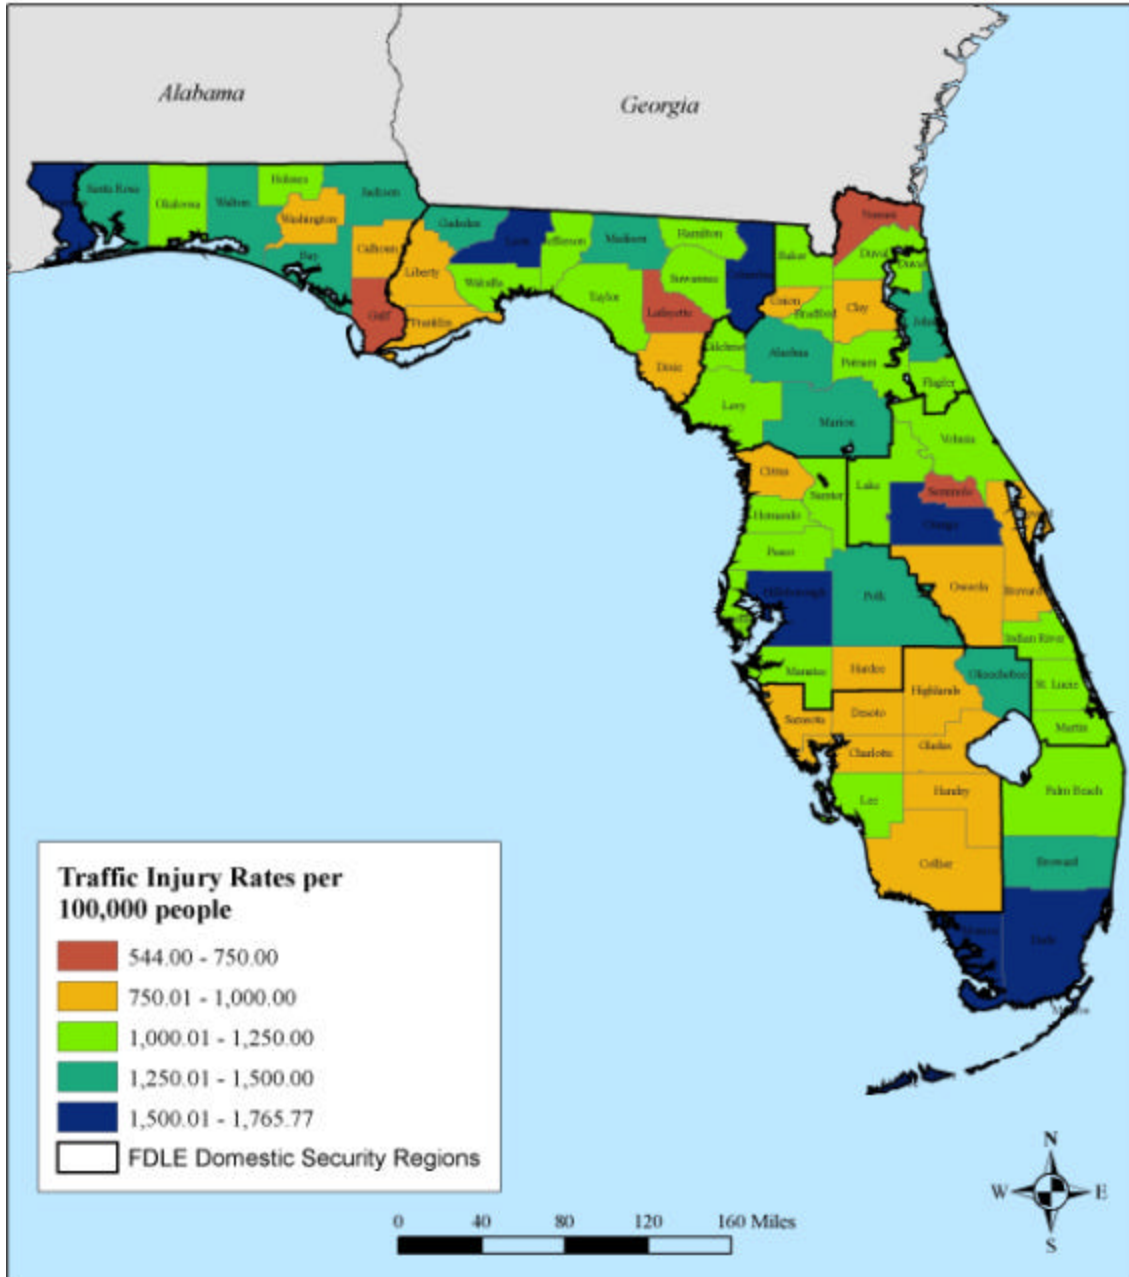 Alabama
Georgia
Santa Rosa
Okaloosa
Walton
Holmes
Washington
Jackson
Bay
Calhoun
Gulf
Liberty
Franklin
Gadsden
Leon
Wakulla
Jefferson
Madison
Taylor
Hamilton
Suwannee
Lafayette
Dixie
Columbia
Baker
Nassau
Duval
Duval
Union
Bradford
Clay
Gilchrist
Alachua
Putnam
Flagler
Levy
Marion
Volusia
Citrus
Sumter
Lake
Seminole
Orange
Hernando
Pasco
Hillsborough
Polk
Osceola
Brevard
Indian River
Manatee
Hardee
Highlands
Okeechobee
St. Lucie
Sarasota
Desoto
Martin
Charlotte
Glades
Lee
Hendry
Palm Beach
Collier
Broward
Monroe
Dade
Monroe
Traffic Injury Rates per
100,000 people
544.00 - 750.00
750.01 - 1,000.00
1,000.01 - 1,250.00
1,250.01 - 1,500.00
1,500.01 - 1,765.77
FDLE Domestic Security Regions
0 40 80 120 160 Miles
N
W E
S